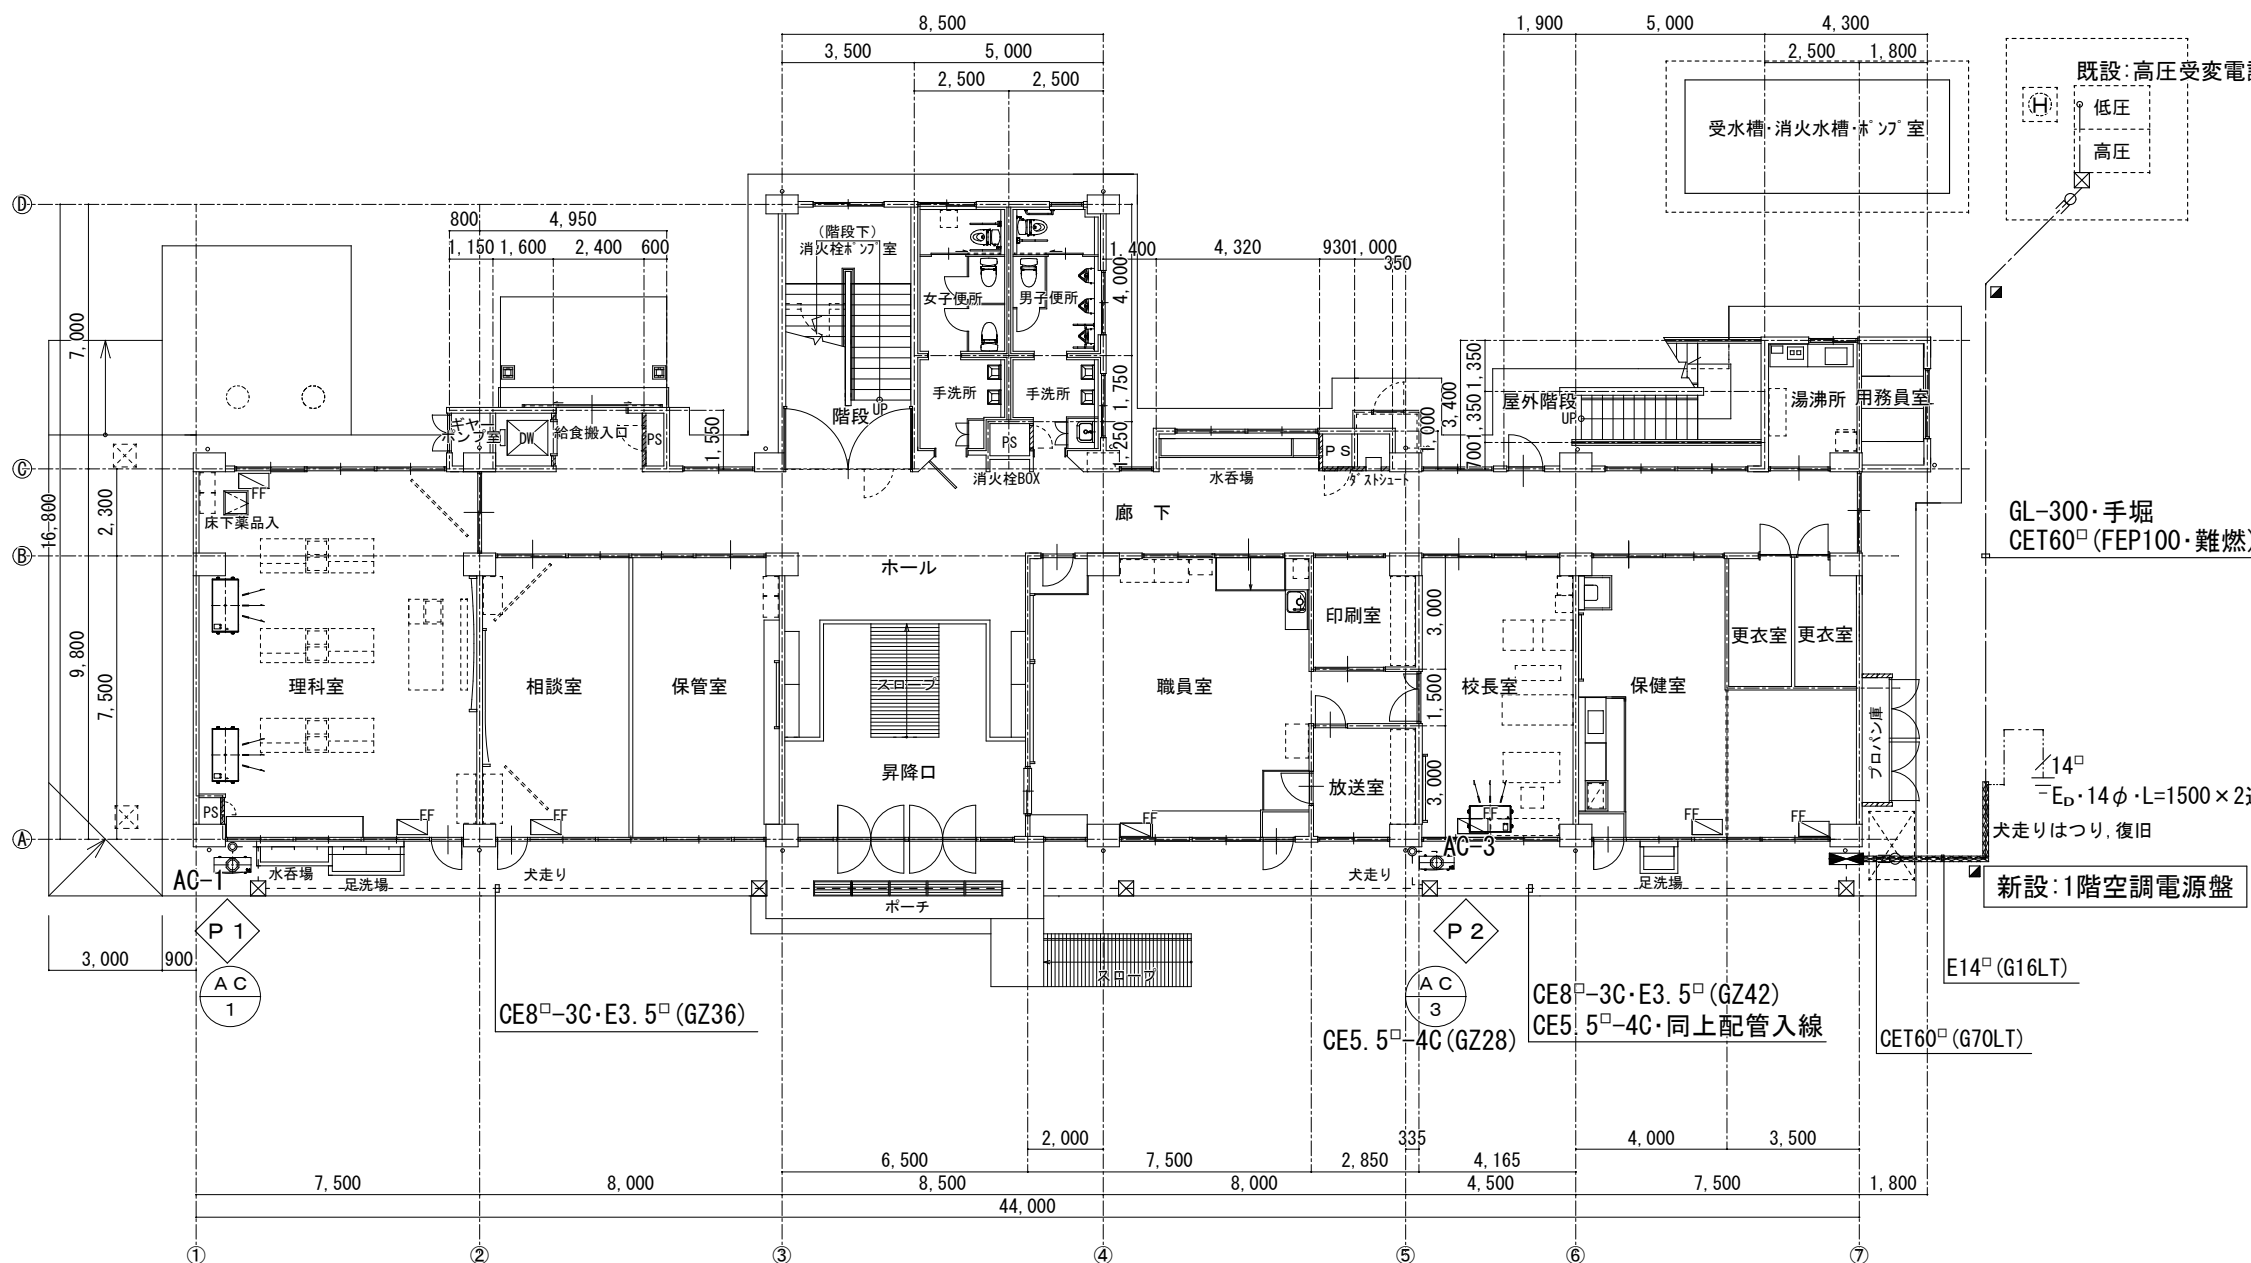 8,500
3,500
5,000
2,500
2,500
1,900
5,000
4,300
2,500
1,800
既設:高圧受変電
H
低圧
高圧
受水槽・消火水槽・ポンプ室
D
800
4,950
1,150
1,600
2,400
600
(階段下)
消火栓ポンプ室
女子便所
男子便所
1,400
4,320
930
1,000
350
4,000
7,000
手洗所
手洗所
1,750
階段
UP
ギヤー
ポンプ室
DW
給食搬入口
PS
1,550
PS
1,250
1,000
3,400
1,350
1,350
700
屋外階段
UP
湯沸所
用務員室
C
消火栓BOX
水呑場
PS
ダストシュート
FF
床下薬品入
16,800
2,300
廊 下
GL-300・手堀
CET60□(FEP100・難燃)
B
ホール
印刷室
3,000
更衣室
更衣室
9,800
7,500
理科室
相談室
保管室
スロープ
職員室
1,500
校長室
保健室
プロパン庫
昇降口
放送室
3,000
14□
ED・14φ・L=1500×2
PS
FF
FF
FF
FF
FF
FF
犬走りはつり,復旧
A
AC-1
水呑場
足洗場
犬走り
ポーチ
犬走り
AC-3
足洗場
新設:1階空調電源盤
P1
P2
3,000
900
スロープ
E14□(G16LT)
AC
1
AC
3
CE8□-3C・E3.5□(GZ36)
CE5.5□-4C(GZ28)
CE8□-3C・E3.5□(GZ42)
CE5.5□-4C・同上配管入線
CET60□(G70LT)
2,000
335
4,000
3,500
6,500
7,500
2,850
4,165
7,500
8,000
8,500
8,000
4,500
7,500
1,800
44,000
①
②
③
④
⑤
⑥
⑦